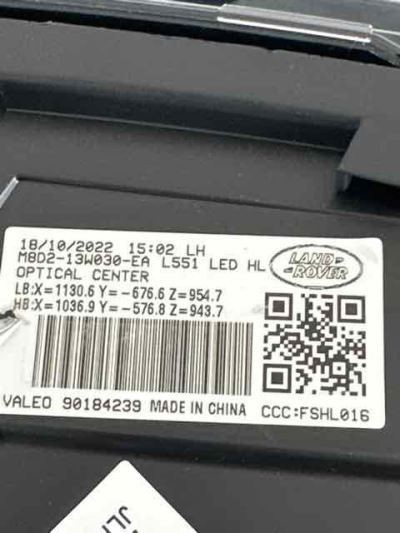 18/10/2022 15:02 LH
M8D2-13W030-EA L551 LED HL
OPTICAL CENTER
LB:X=1130.6 Y=-676.6 Z=954.7
HB:X=1036.9 Y=-576.8 Z=943.7
LAND-
-ROVER
VALEO 90184239 MADE IN CHINA
CCC:FSHL016
JL